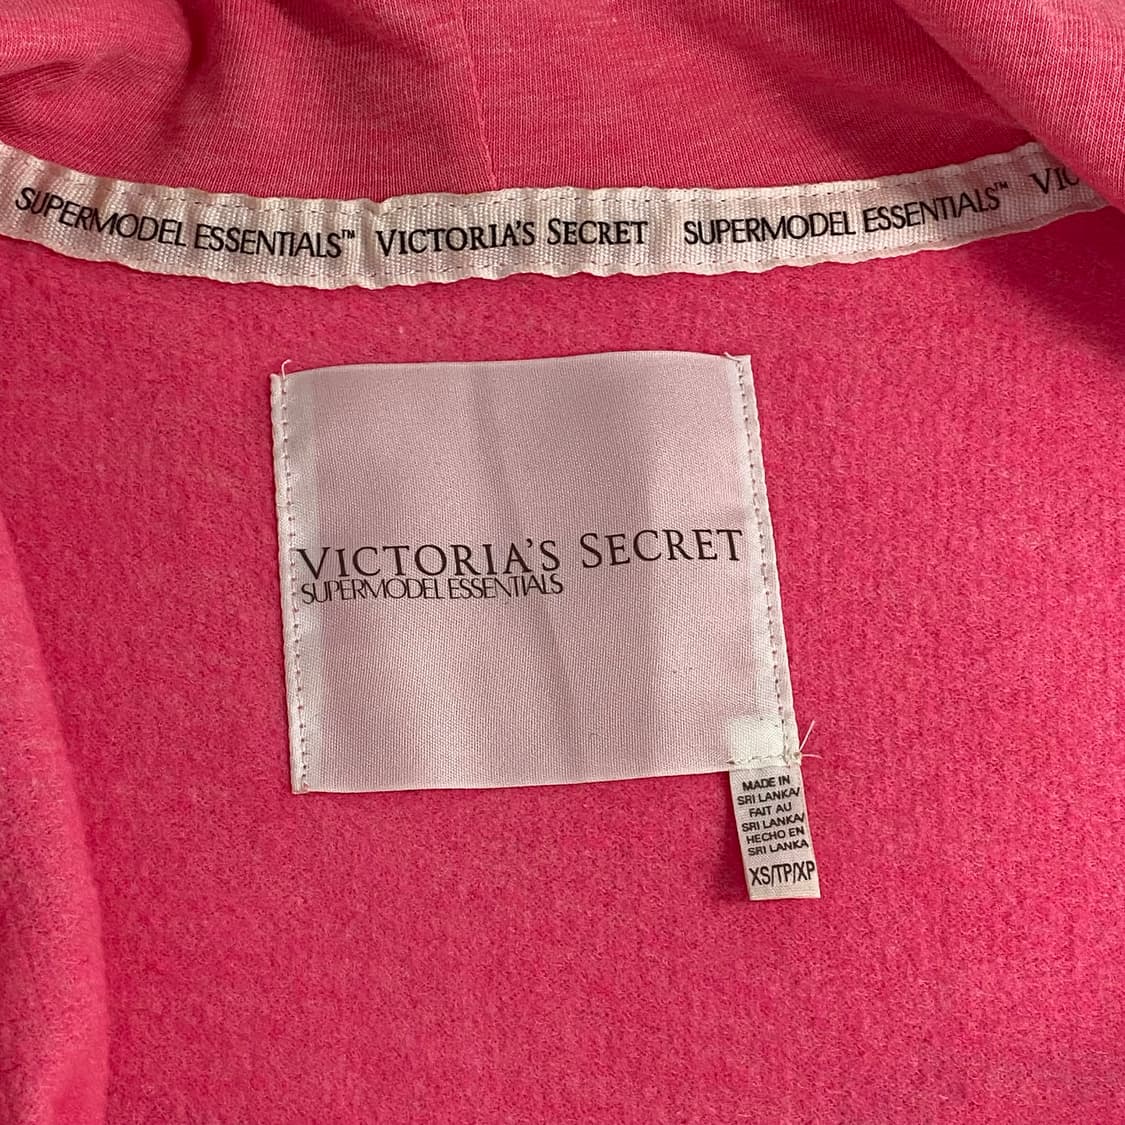 SUPERMODEL ESSENTIALS™ VICTORIA'S SECRET SUPERMODEL ESSENTIALS™
VICTORIA'S SECRET
SUPERMODEL ESSENTIALS
MADE IN
SRI LANKA/
FAIT AU
SRI LANKA/
HECHO EN
SRI LANKA
XS/TP/XP